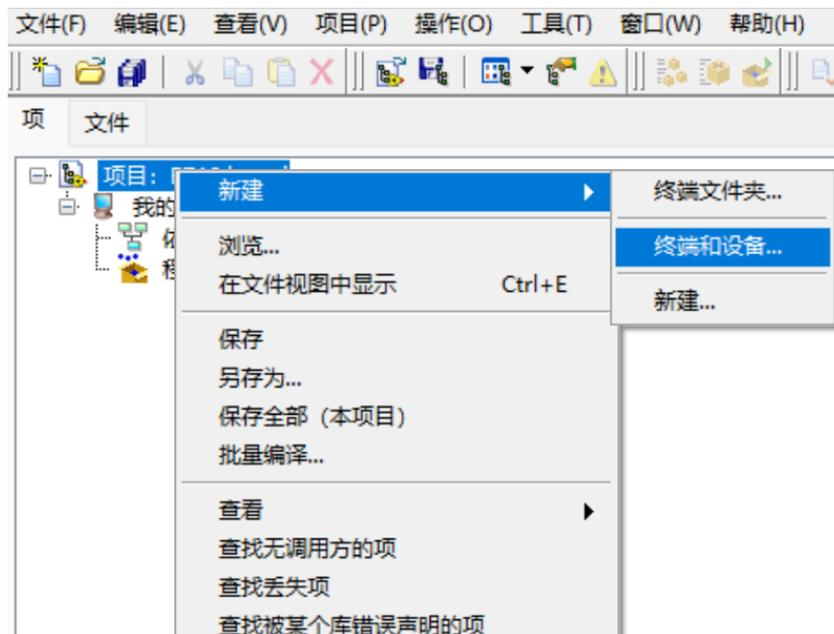 文件(F) 编辑(E) 查看(V) 项目(P) 操作(O) 工具(T) 窗口(W) 帮助(H)
项 文件
项目:
我的
新建
终端文件夹...
浏览...
终端和设备...
在文件视图中显示 Ctrl+E
新建...
保存
另存为...
保存全部（本项目）
批量编译...
查看
查找无调用方的项
查找丢失项
查找被某个库错误声明的项